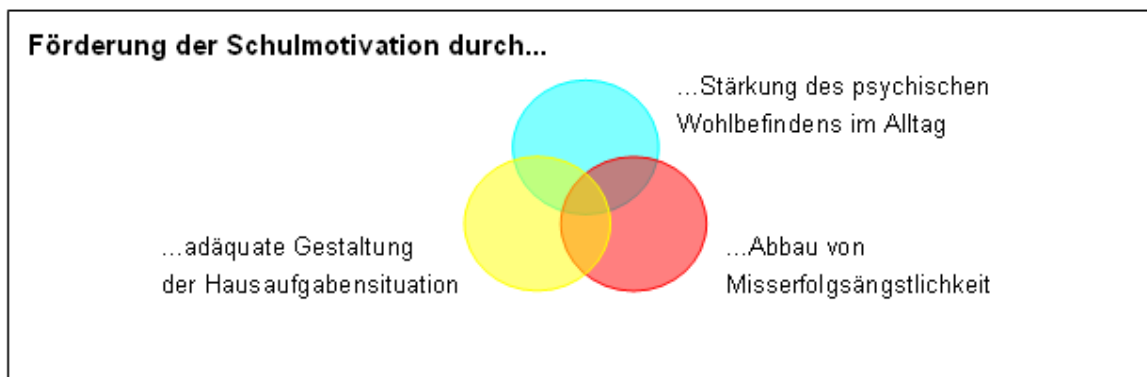 Förderung der Schulmotivation durch...
...Stärkung des psychischen
Wohlbefindens im Alltag
...adäquate Gestaltung
der Hausaufgabensituation
...Abbau von
Misserfolgsängstlichkeit